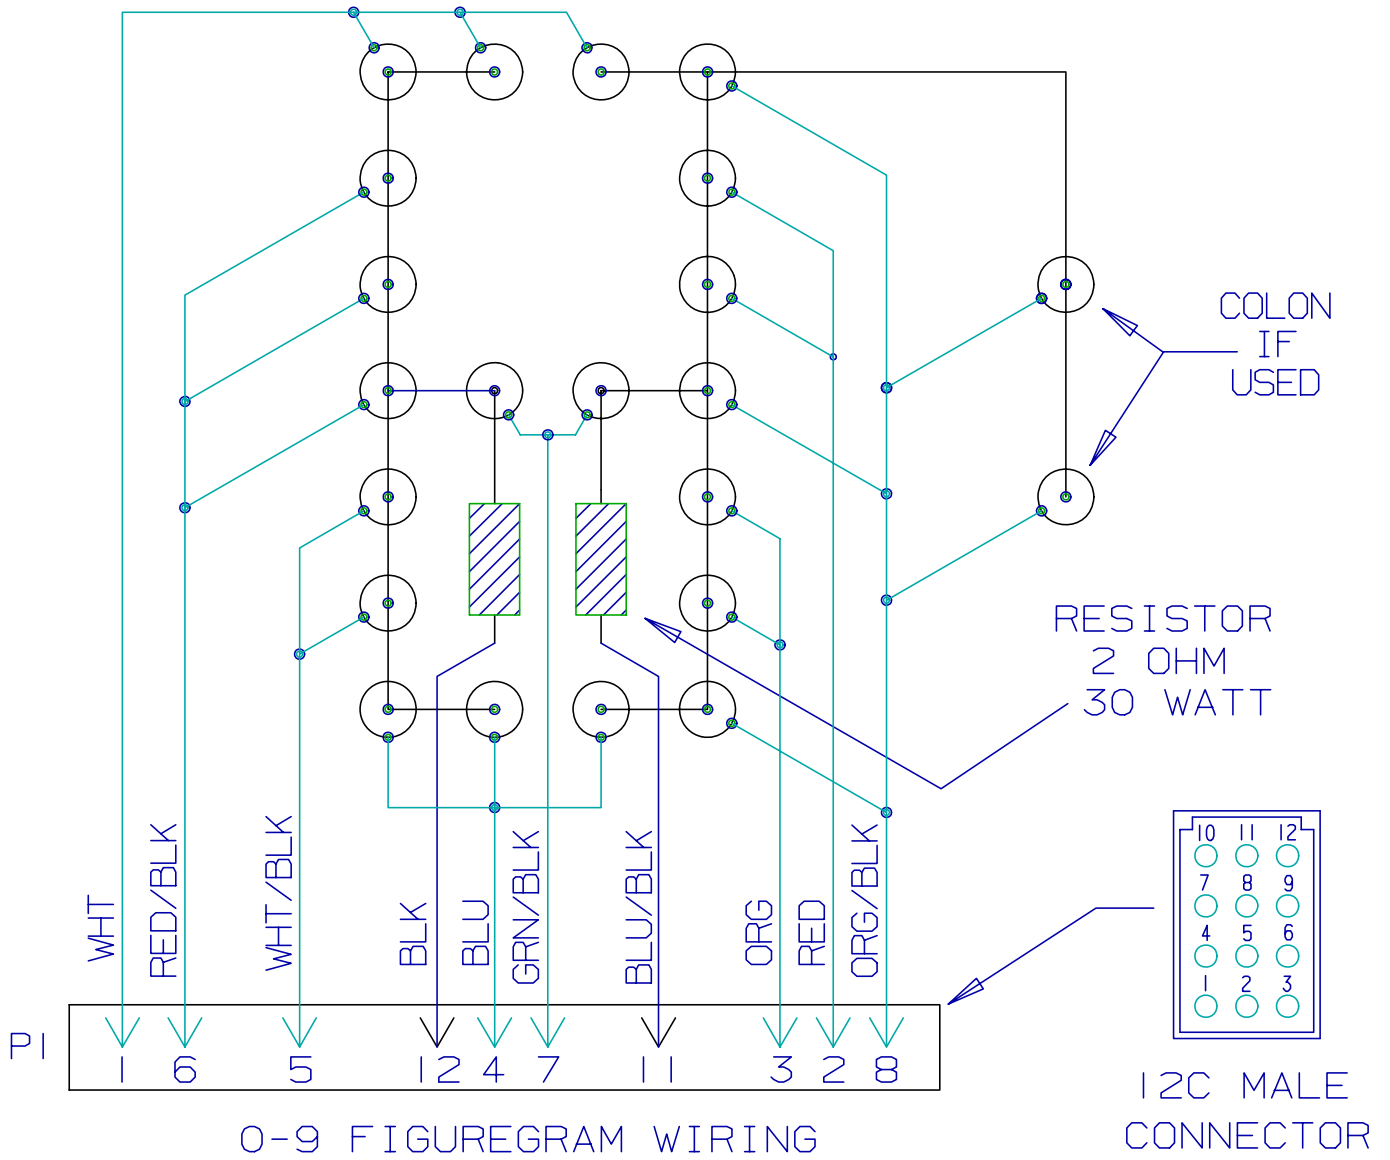 COLON
IF
USED
RESISTOR
2 OHM
30 WATT
WHT
RED/BLK
WHT/BLK
BLK
BLU
GRN/BLK
BLU/BLK
ORG
RED
ORG/BLK
10 11 12
7 8 9
4 5 6
1 2 3
P1
1 6 5 12 4 7 11 3 2 8
12C MALE
CONNECTOR
0-9 FIGUREGRAM WIRING